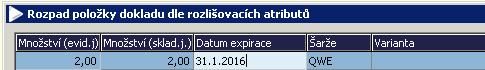 Rozpad položky dokladu dle rozlišovacích atributů
Množství (evid.j) Množství (sklad.j.) Datum expirace Šarže Varianta
2,00 2,00 31.1.2016 QWE